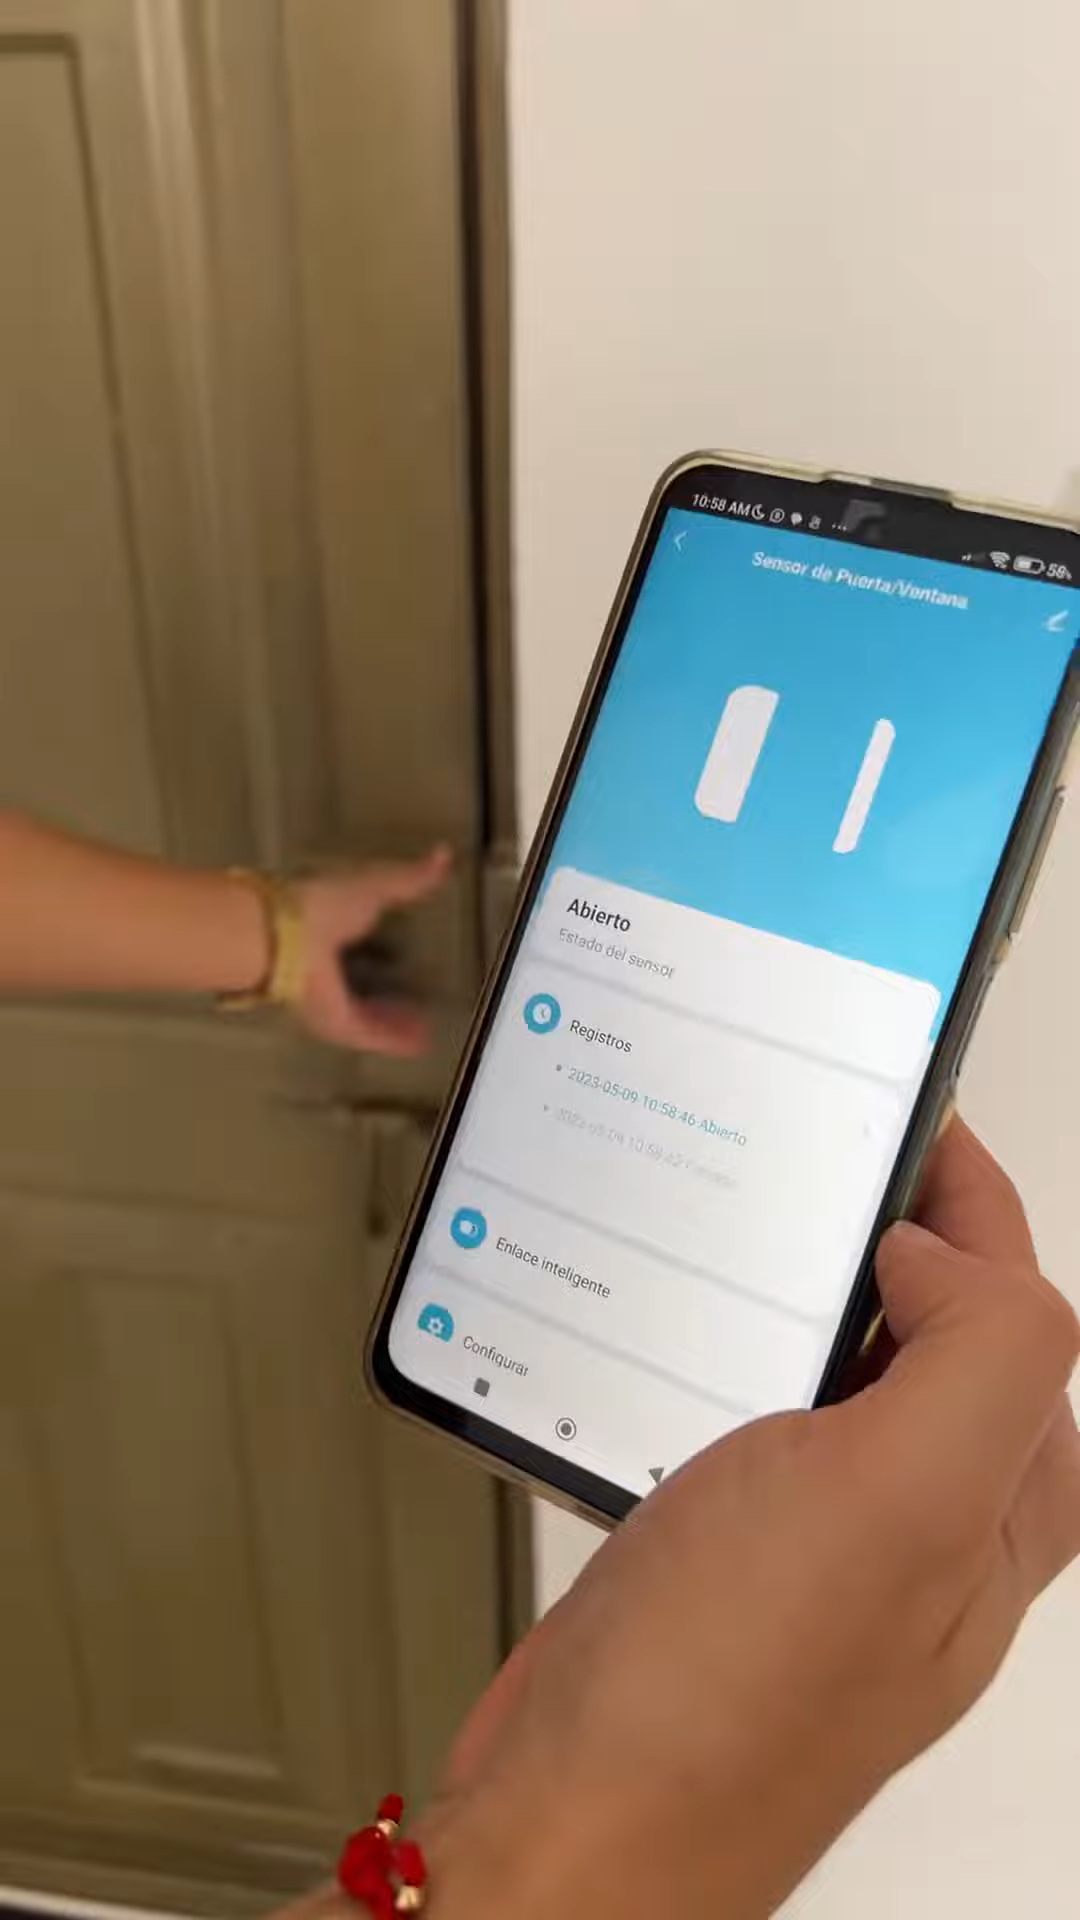 10:58 AM
58%
Sensor de Puerta/Ventana
Abierto
Estado del sensor
Registros
2023-05-09 10:58:46 Abierto
Enlace inteligente
Configurar